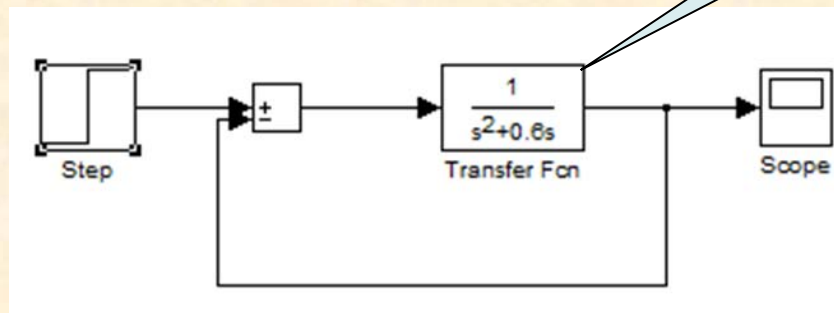 +
−
1
s²+0.6s
Step
Transfer Fcn
Scope